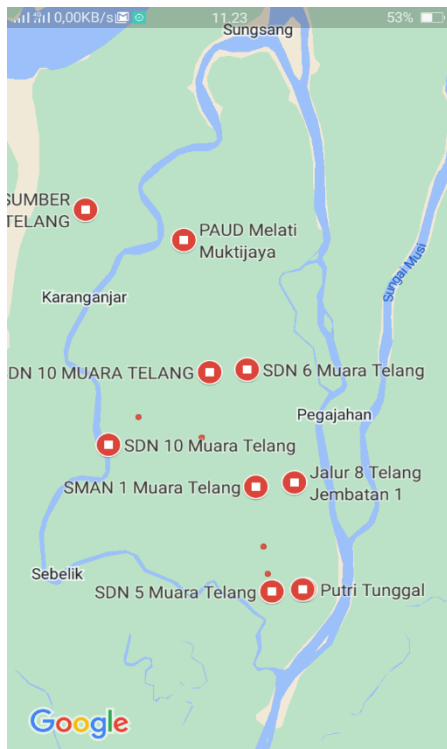 0,00KB/s 11.23 53%
Sungsang
SUMBER
TELANG
PAUD Melati
Muktijaya
Sungai Musi
Karanganjar
DN 10 MUARA TELANG
SDN 6 Muara Telang
Pegajahan
SDN 10 Muara Telang
SMAN 1 Muara Telang
Jalur 8 Telang
Jembatan 1
Sebelik
SDN 5 Muara Telang
Putri Tunggal
Google